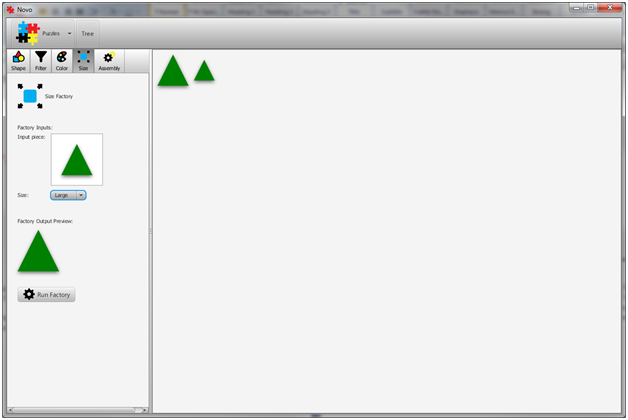 Novo
Puzzles Tree
Shape Filter Color Size Assembly
Size Factory
Factory Inputs:
Input piece:
Size: Large
Factory Output Preview:
Run Factory